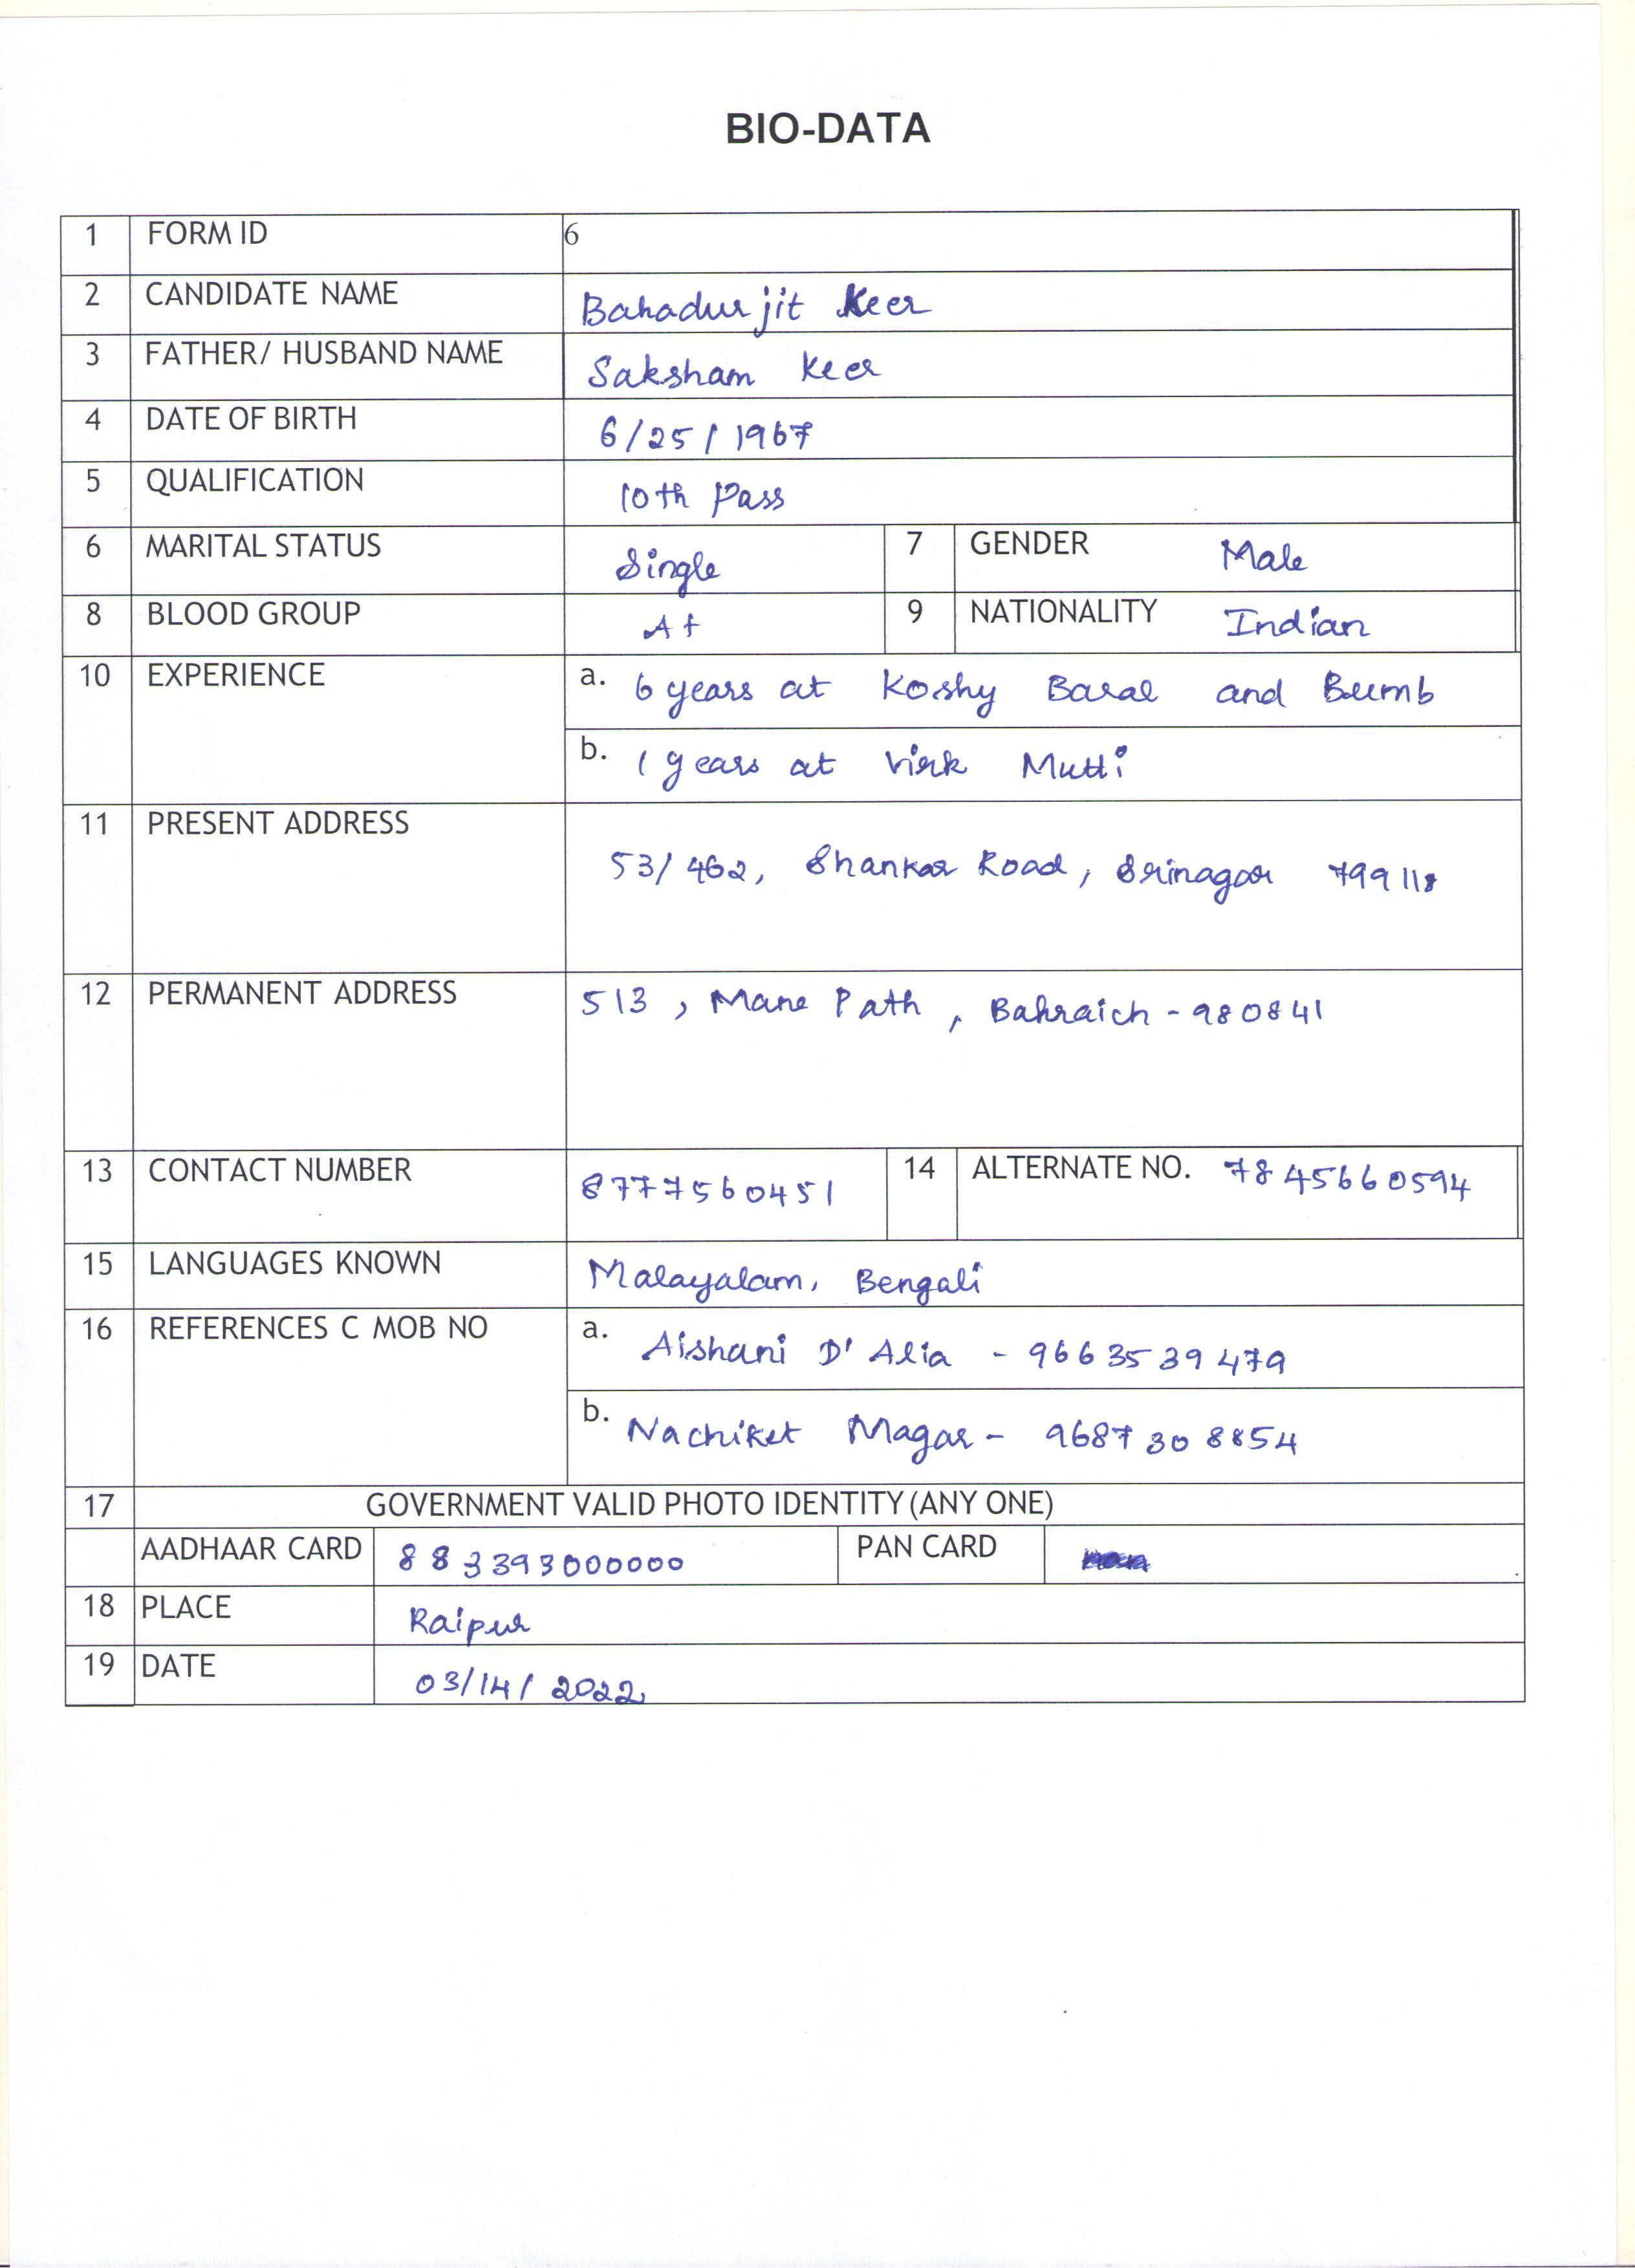 BIO-DATA
1 FORM ID 6
2 CANDIDATE NAME Bahadurjit Keer
3 FATHER/ HUSBAND NAME Saksham Keer
4 DATE OF BIRTH 6/25/1967
5 QUALIFICATION 10th Pass
6 MARITAL STATUS Single 7 GENDER Male
8 BLOOD GROUP A+ 9 NATIONALITY Indian
10 EXPERIENCE a. 6 years at Koshy Baral and Bumb
b. 1 years at Virk Mutti
11 PRESENT ADDRESS
53/462, Shankar Road, Srinagar 799118
12 PERMANENT ADDRESS 513, Mane Path, Bahraich - 980841
13 CONTACT NUMBER 8777560451 14 ALTERNATE NO. 7845660594
15 LANGUAGES KNOWN Malayalam, Bengali
16 REFERENCES C MOB NO a. Aishani D' Alia - 9663539479
b. Nachiket Magar - 9687308854
17 GOVERNMENT VALID PHOTO IDENTITY (ANY ONE)
AADHAAR CARD 883393000000 PAN CARD
18 PLACE Raipur
19 DATE 03/14/2022